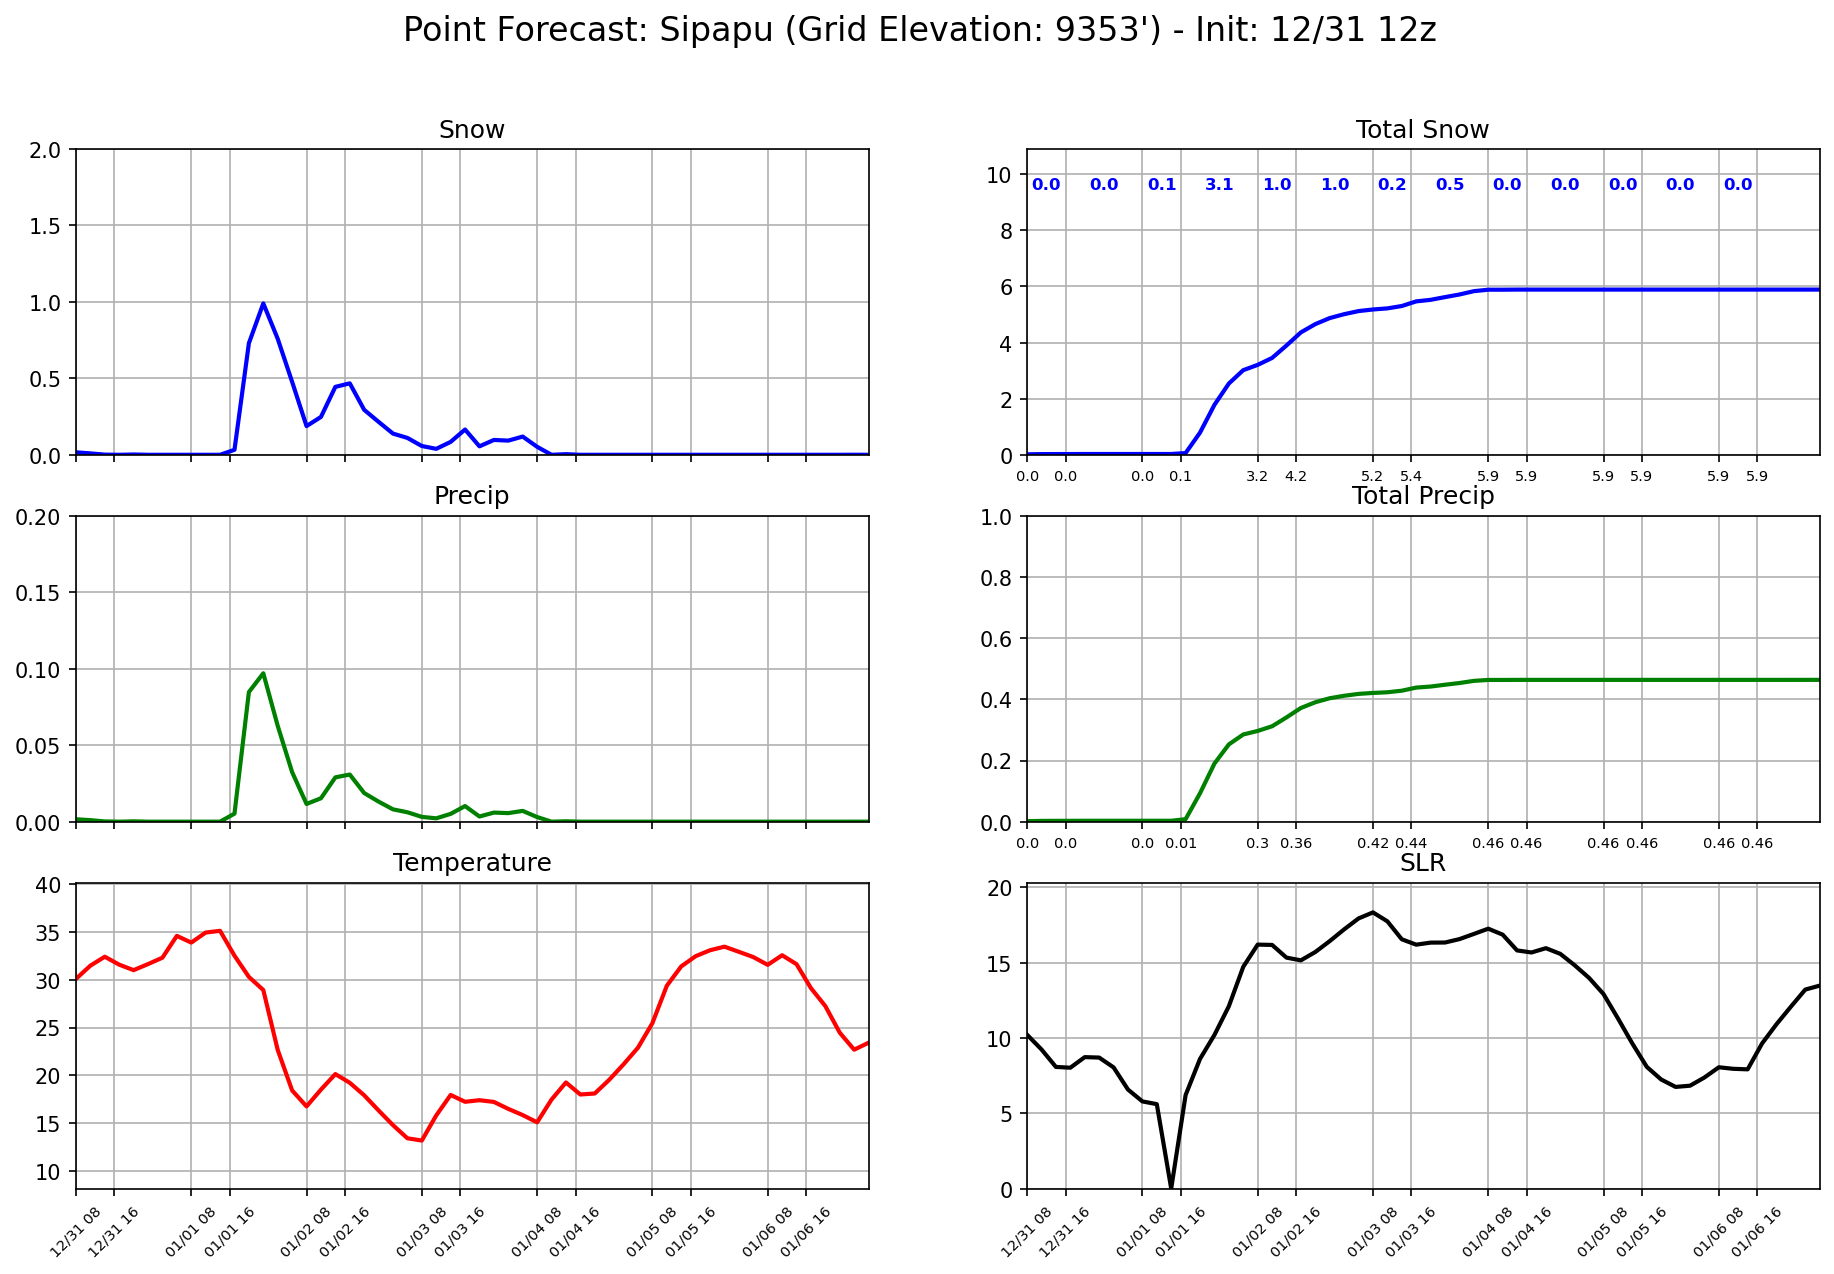 Point Forecast: Sipapu (Grid Elevation: 9353') - Init: 12/31 12z
Snow
2.0
1.5
1.0
0.5
0.0
Total Snow
10
8
6
4
2
0
0.0 0.0 0.1 3.1 1.0 1.0 0.2 0.5 0.0 0.0 0.0 0.0 0.0
0.0 0.0 0.0 0.1 3.2 4.2 5.2 5.4 5.9 5.9 5.9 5.9 5.9 5.9
Precip
0.20
0.15
0.10
0.05
0.00
Total Precip
1.0
0.8
0.6
0.4
0.2
0.0
0.0 0.0 0.0 0.01 0.3 0.36 0.42 0.44 0.46 0.46 0.46 0.46 0.46 0.46
Temperature
40
35
30
25
20
15
10
12/31 08 12/31 16 01/01 08 01/01 16 01/02 08 01/02 16 01/03 08 01/03 16 01/04 08 01/04 16 01/05 08 01/05 16 01/06 08 01/06 16
SLR
20
15
10
5
0
12/31 08 12/31 16 01/01 08 01/01 16 01/02 08 01/02 16 01/03 08 01/03 16 01/04 08 01/04 16 01/05 08 01/05 16 01/06 08 01/06 16